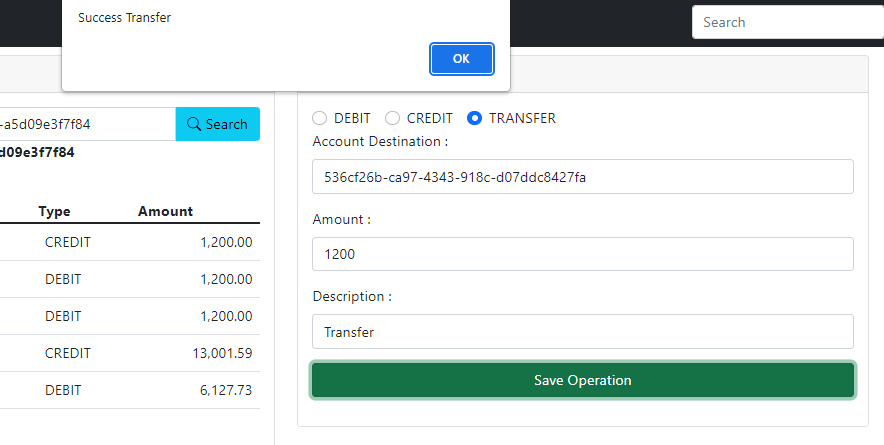 Success Transfer
OK
Search
-a5d09e3f7f84
Search
d09e3f7f84
Type Amount
CREDIT 1,200.00
DEBIT 1,200.00
DEBIT 1,200.00
CREDIT 13,001.59
DEBIT 6,127.73
DEBIT CREDIT TRANSFER
Account Destination :
536cf26b-ca97-4343-918c-d07ddc8427fa
Amount :
1200
Description :
Transfer
Save Operation